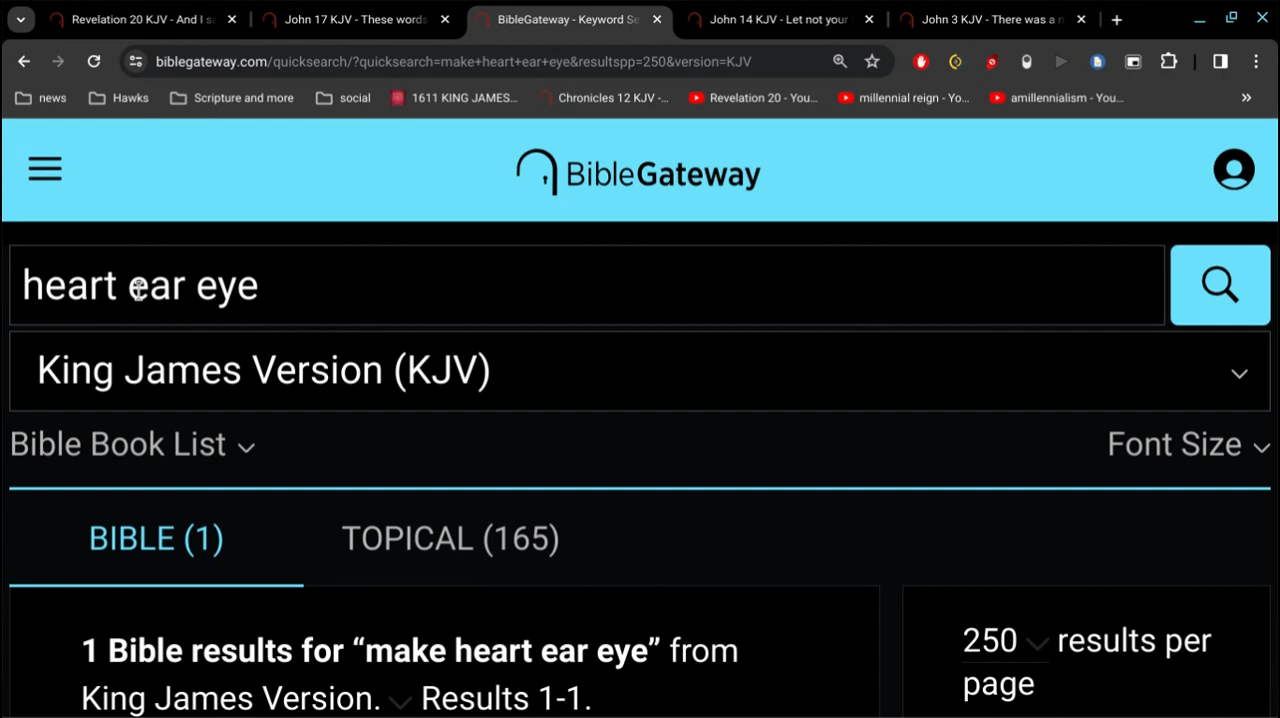 Revelation 20 KJV - And I sa
John 17 KJV - These words
BibleGateway - Keyword Se
John 14 KJV - Let not your
John 3 KJV - There was a n
biblegateway.com/quicksearch/?quicksearch=make+heart+ear+eye&resultspp=250&version=KJV
news
Hawks
Scripture and more
social
1611 KING JAMES...
Chronicles 12 KJV -...
Revelation 20 - You...
millennial reign - Yo...
amillennialism - You...
BibleGateway
heart ear eye
King James Version (KJV)
Bible Book List
Font Size
BIBLE (1)
TOPICAL (165)
1 Bible results for “make heart ear eye” from
King James Version. Results 1-1.
250 results per
page